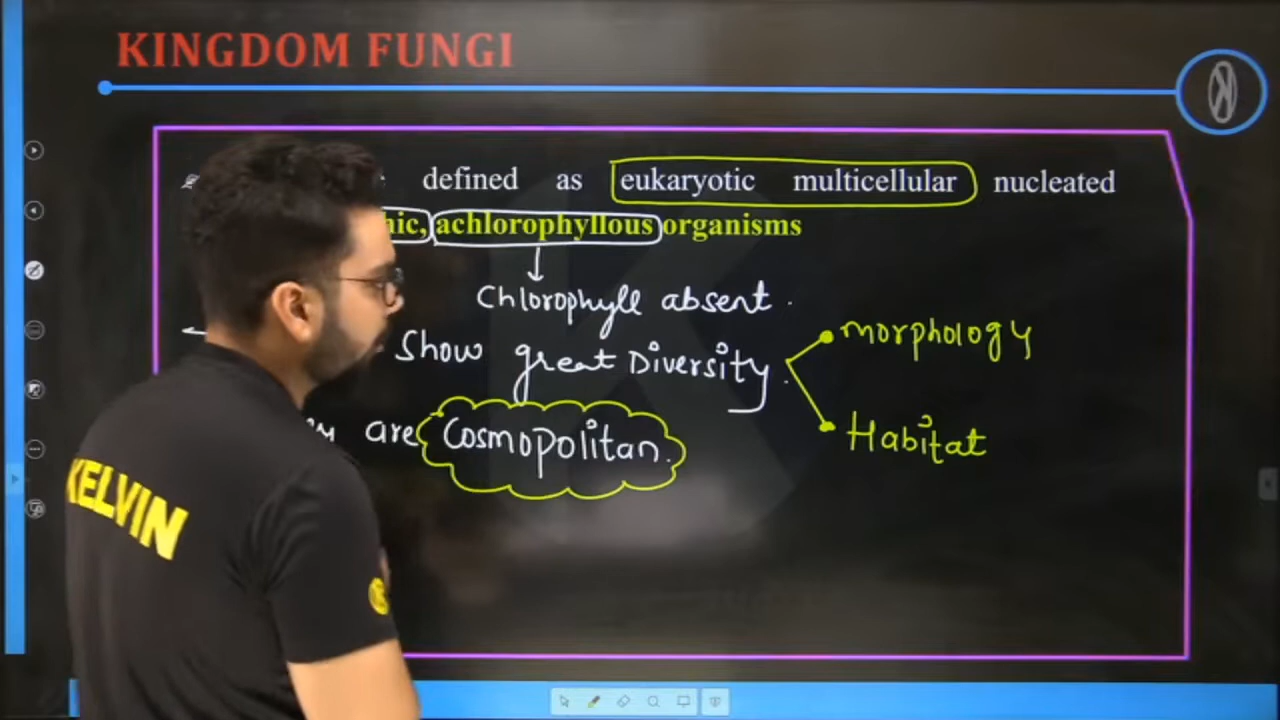 KINGDOM FUNGI
defined as eukaryotic multicellular nucleated
hic, achlorophyllous organisms
Chlorophyll absent.
Show great Diversity.
morphology
Habitat
are Cosmopolitan.
KELVIN